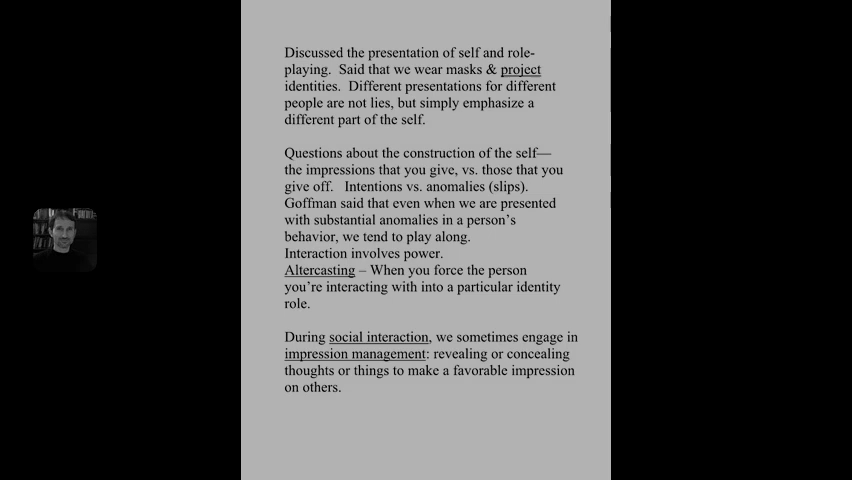 Discussed the presentation of self and role-
playing.  Said that we wear masks & project
identities.  Different presentations for different
people are not lies, but simply emphasize a
different part of the self.
Questions about the construction of the self—
the impressions that you give, vs. those that you
give off.   Intentions vs. anomalies (slips).
Goffman said that even when we are presented
with substantial anomalies in a person’s
behavior, we tend to play along.
Interaction involves power.
Altercasting – When you force the person
you’re interacting with into a particular identity
role.
During social interaction, we sometimes engage in
impression management: revealing or concealing
thoughts or things to make a favorable impression
on others.